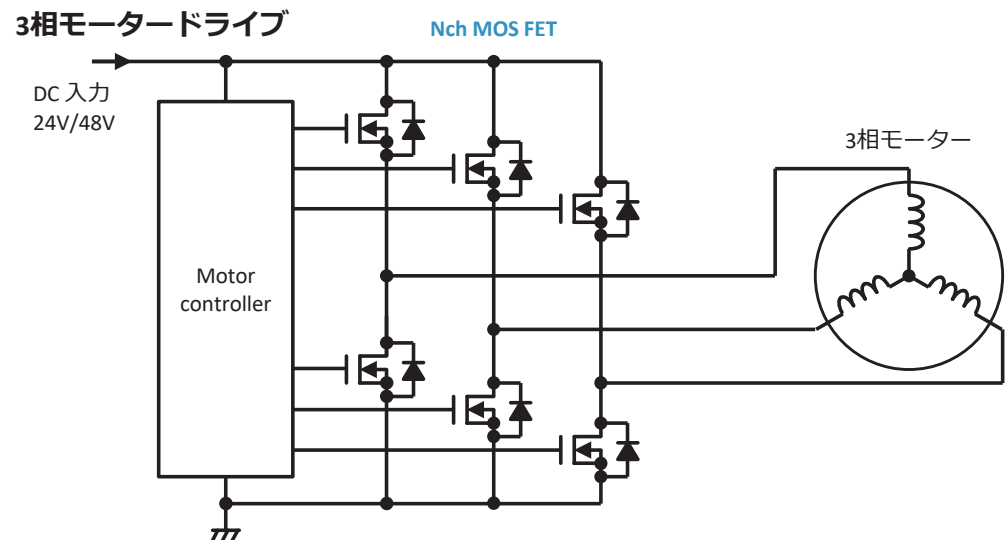 3相モータードライブ
Nch MOS FET
DC 入力
24V/48V
3相モーター
Motor
controller